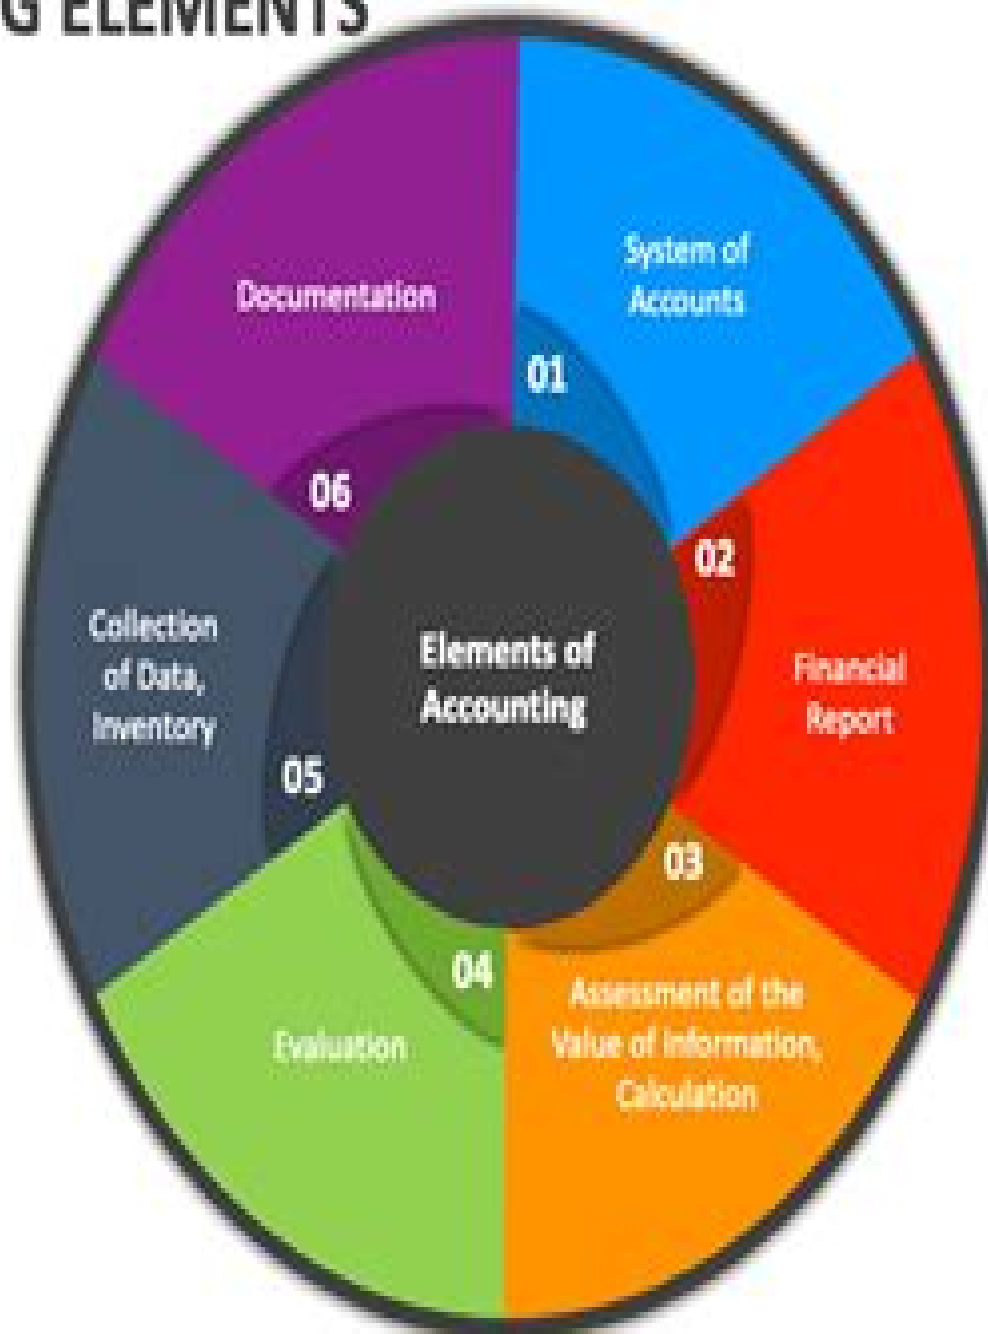 G ELEMENTS
System of
Accounts
01
02
Financial
Report
03
Assessment of the
Value of Information,
Calculation
04
Evaluation
05
Collection
of Data,
Inventory
06
Documentation
Elements of
Accounting